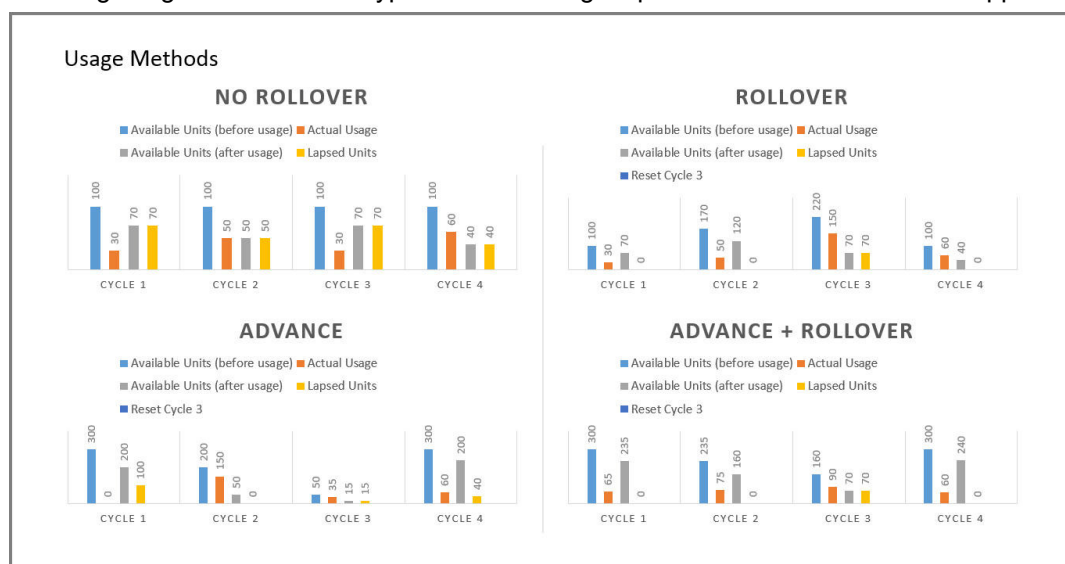 Usage Methods
NO ROLLOVER
Available Units (before usage) Actual Usage
Available Units (after usage) Lapsed Units
100 30 70 70 100 50 50 50 100 30 70 70 100 60 40 40
CYCLE 1 CYCLE 2 CYCLE 3 CYCLE 4
ROLLOVER
Available Units (before usage) Actual Usage
Available Units (after usage) Lapsed Units
Reset Cycle 3
100 30 70 0 170 50 120 0 220 150 70 70 100 60 40 0
CYCLE 1 CYCLE 2 CYCLE 3 CYCLE 4
ADVANCE
Available Units (before usage) Actual Usage
Available Units (after usage) Lapsed Units
Reset Cycle 3
300 0 200 100 200 150 50 0 50 35 15 15 300 60 200 40
CYCLE 1 CYCLE 2 CYCLE 3 CYCLE 4
ADVANCE + ROLLOVER
Available Units (before usage) Actual Usage
Available Units (after usage) Lapsed Units
Reset Cycle 3
300 65 235 0 235 75 160 0 160 90 70 70 300 60 240 0
CYCLE 1 CYCLE 2 CYCLE 3 CYCLE 4